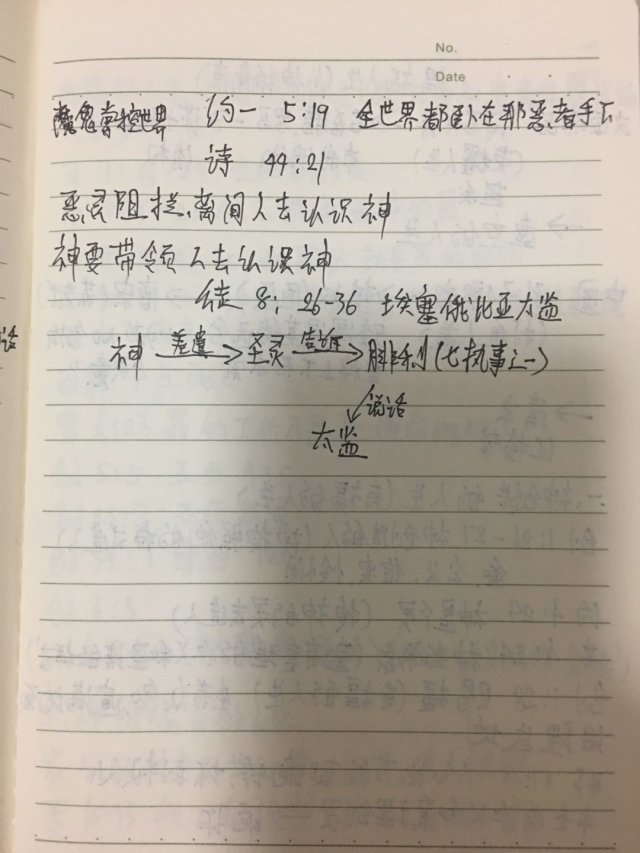 No.
Date
魔鬼掌控世界 约一 5:19 全世界都卧在那恶者手下
诗 44:21
恶灵阻拦、离间人去认识神
神要带领人去认识神
徒 8:26-36 埃塞俄比亚太监
神 差遣→ 圣灵 告诉→ 腓利(七执事之一)
↙说话
太监
话